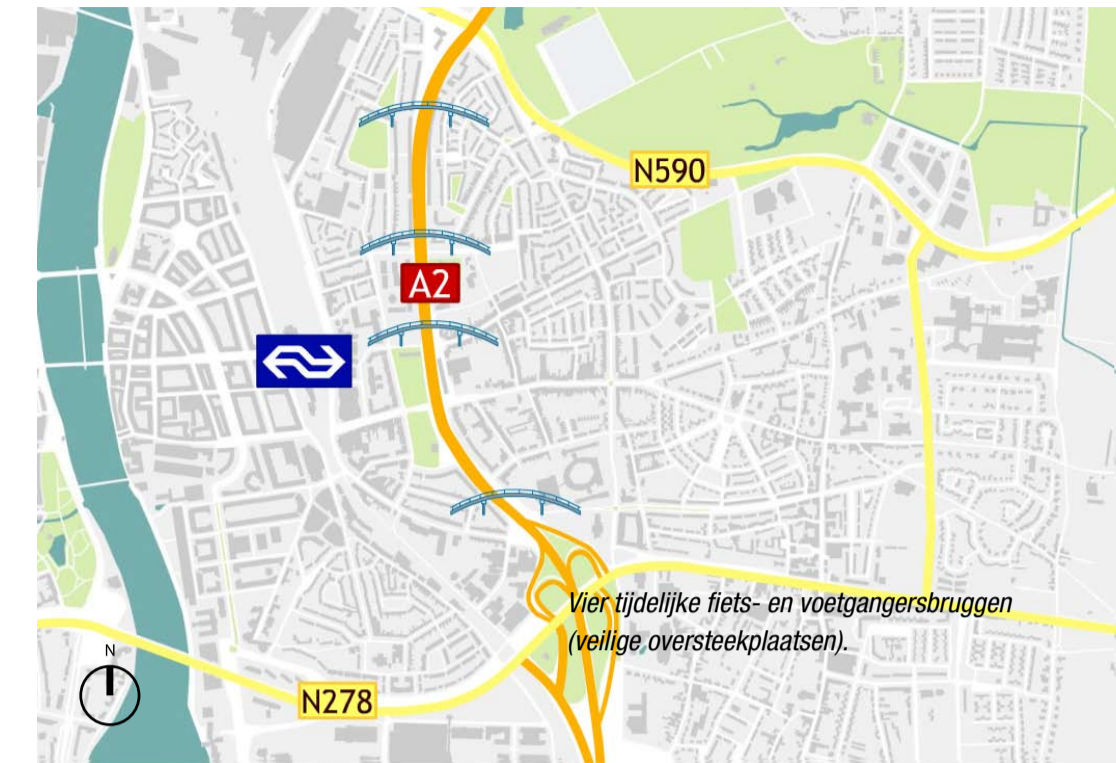 N590
A2
Vier tijdelijke fiets- en voetgangersbruggen
(veilige oversteekplaatsen).
N
N278